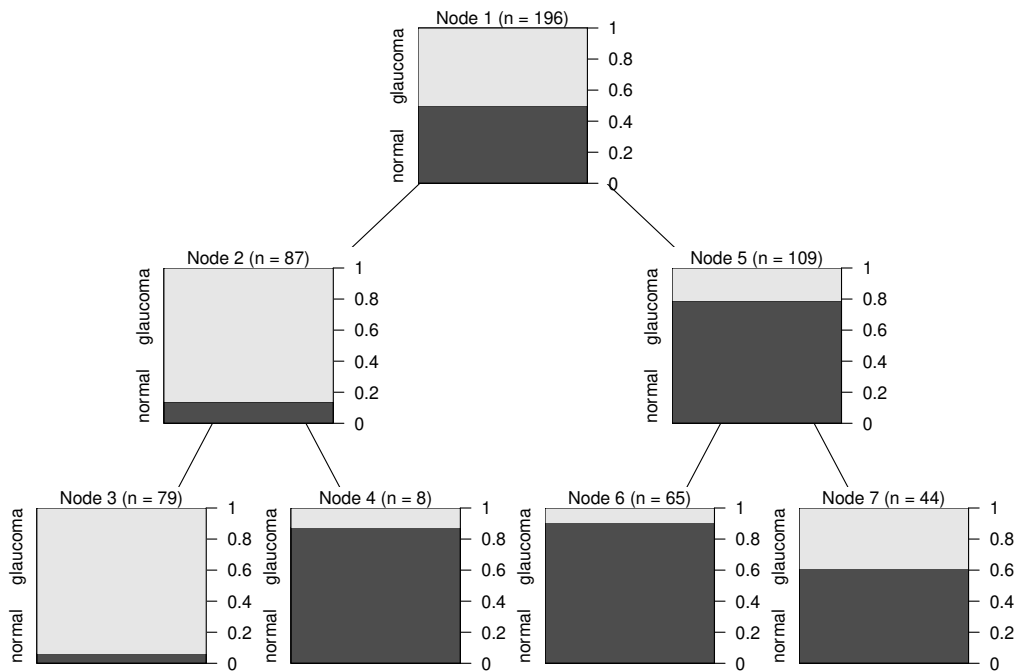 Node 1 (n = 196)
glaucoma
normal
1
0.8
0.6
0.4
0.2
0
Node 2 (n = 87)
glaucoma
normal
1
0.8
0.6
0.4
0.2
0
Node 5 (n = 109)
glaucoma
normal
1
0.8
0.6
0.4
0.2
0
Node 3 (n = 79)
glaucoma
normal
1
0.8
0.6
0.4
0.2
0
Node 4 (n = 8)
glaucoma
normal
1
0.8
0.6
0.4
0.2
0
Node 6 (n = 65)
glaucoma
normal
1
0.8
0.6
0.4
0.2
0
Node 7 (n = 44)
glaucoma
normal
1
0.8
0.6
0.4
0.2
0